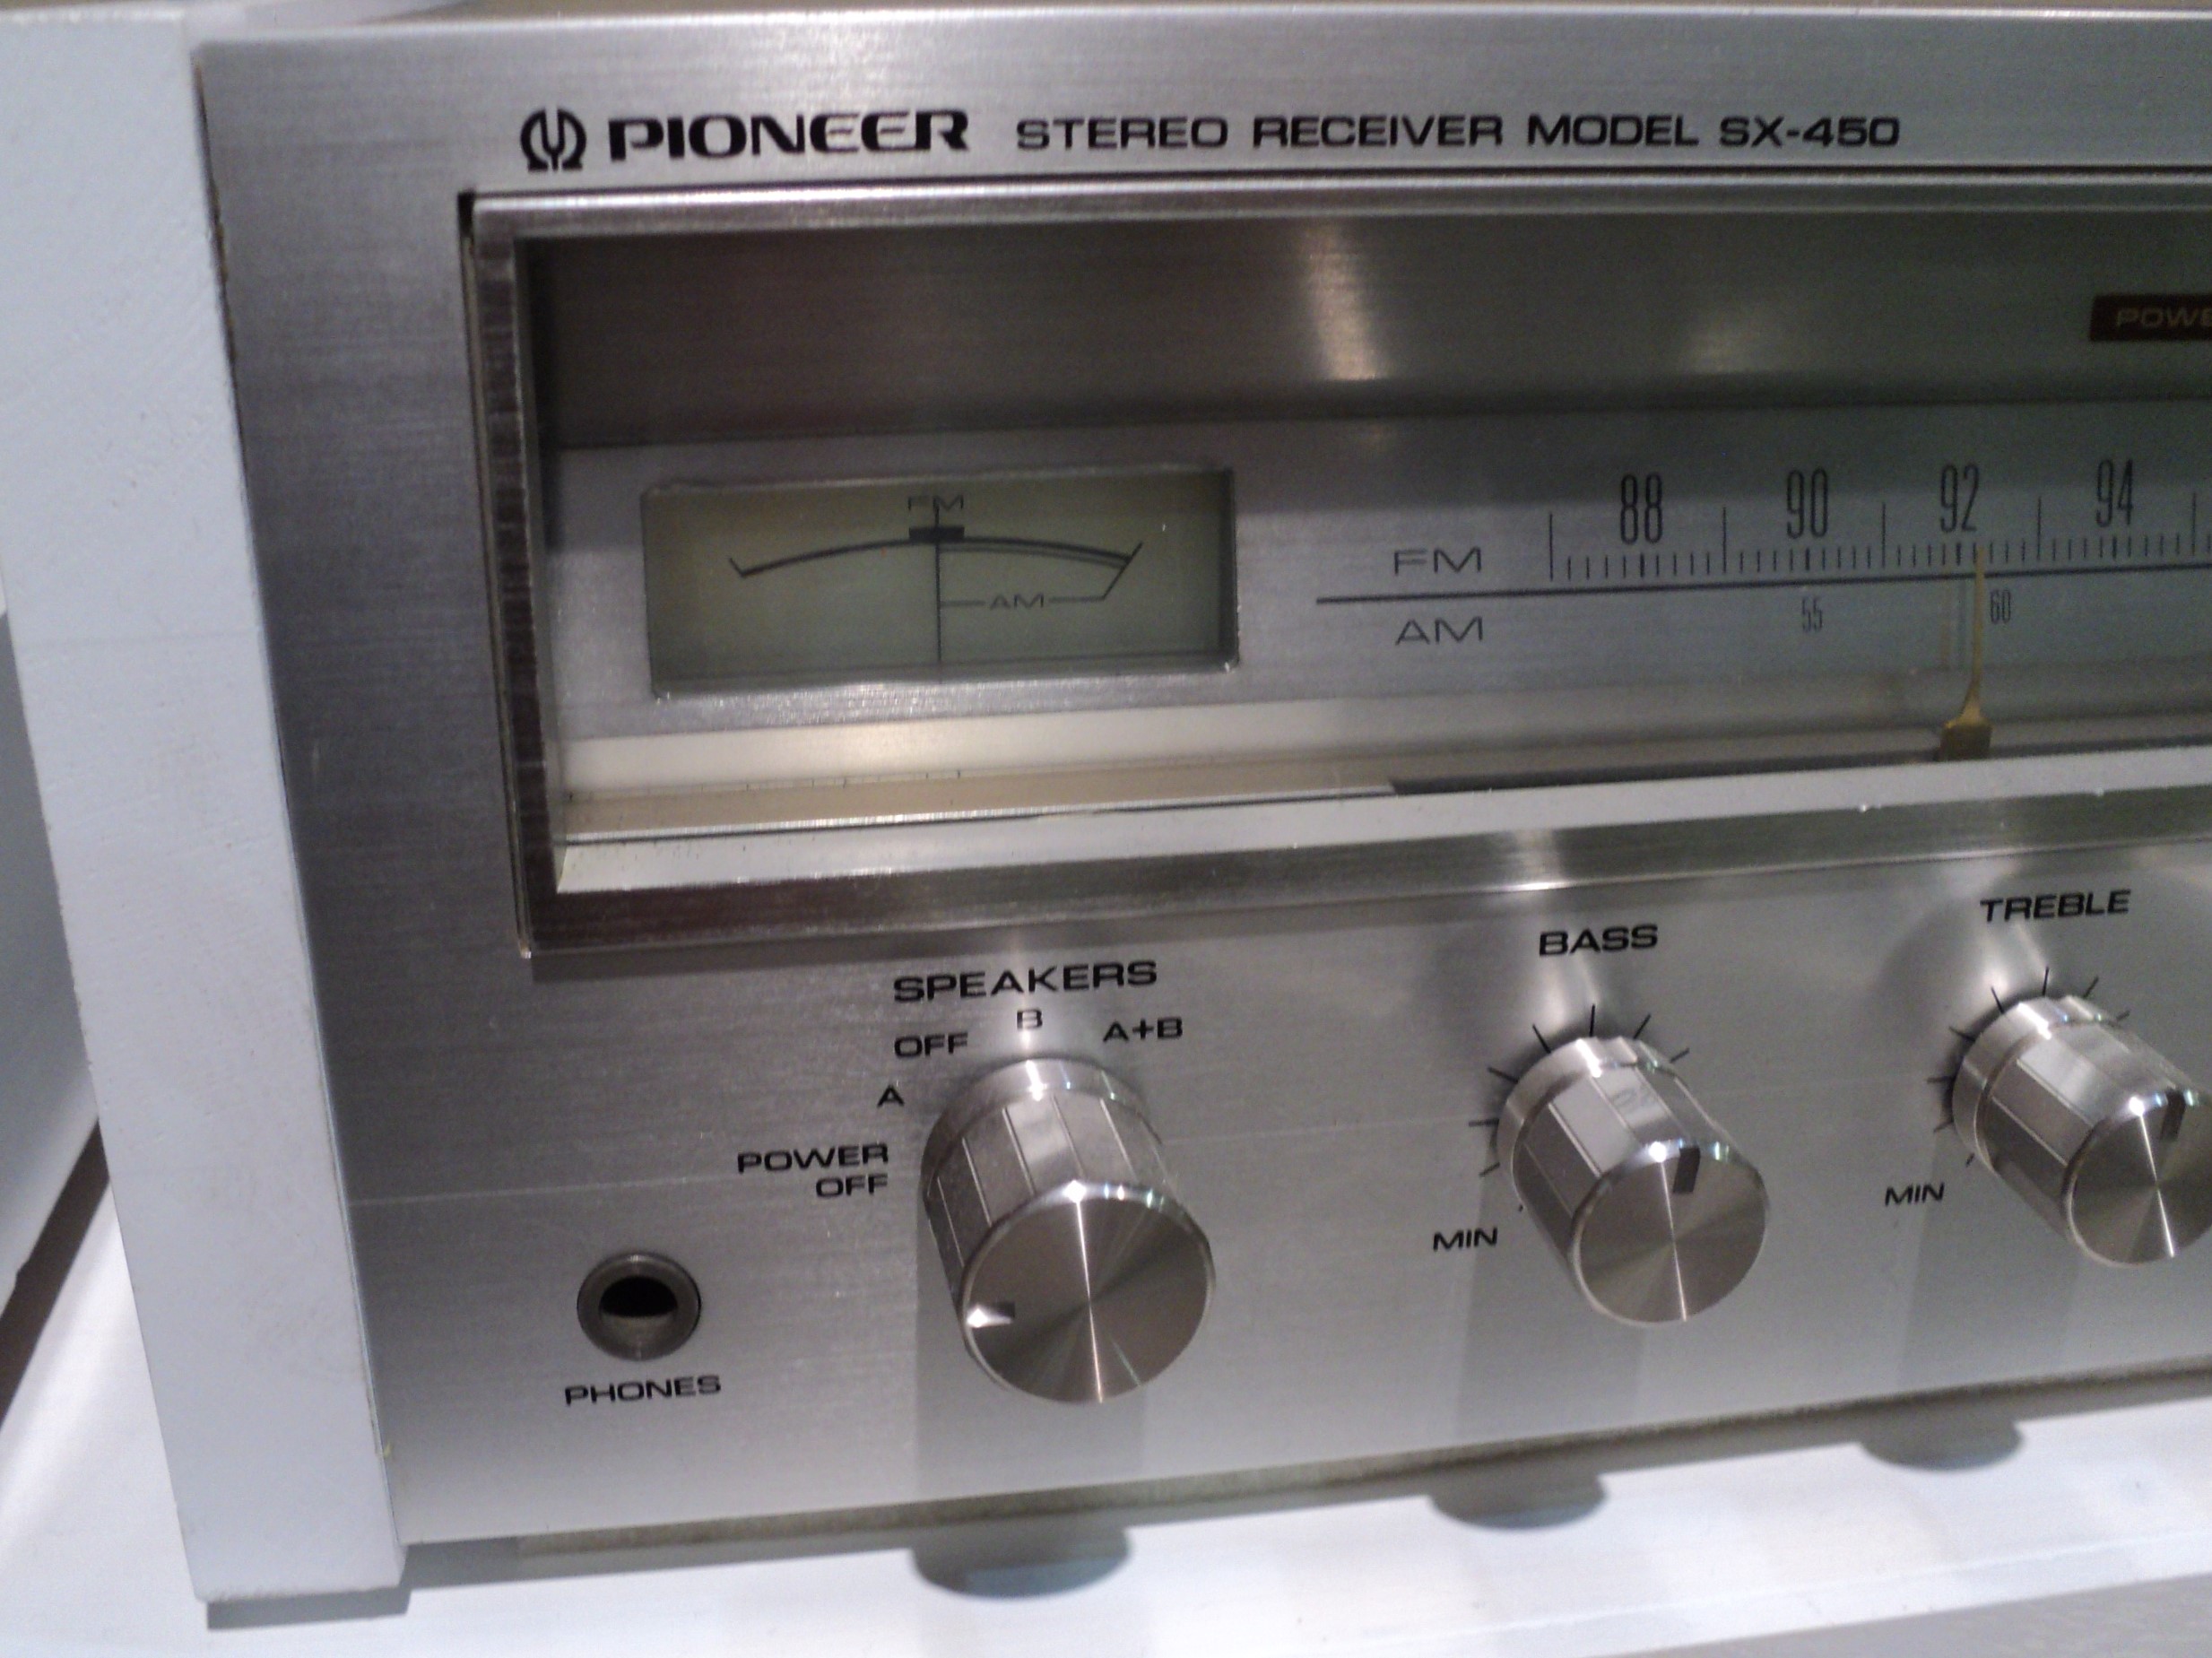 PIONEER STEREO RECEIVER MODEL SX-450
POWE
FM
AM
FM 88 90 92 94
AM 55 60
SPEAKERS
OFF B A+B
A
POWER
OFF
PHONES
BASS
MIN
TREBLE
MIN